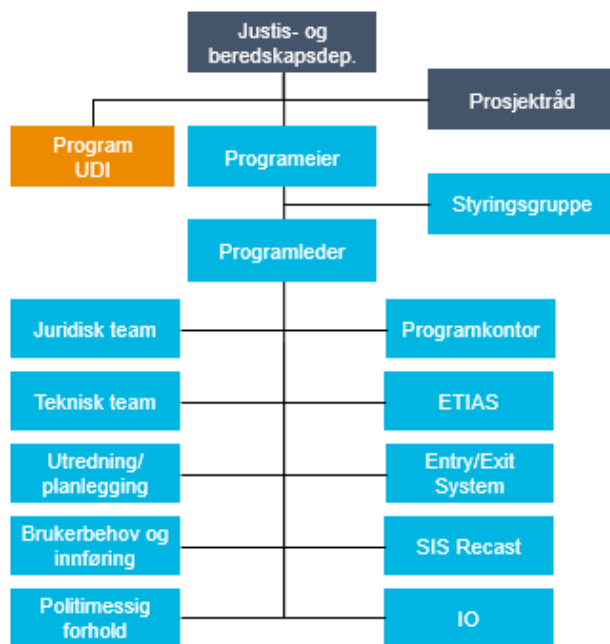 Justis- og
beredskapsdep.
Prosjektråd
Program
UDI
Programeier
Styringsgruppe
Programleder
Juridisk team
Programkontor
Teknisk team
ETIAS
Utredning/
planlegging
Entry/Exit
System
Brukerbehov og
innføring
SIS Recast
Politimessig
forhold
IO